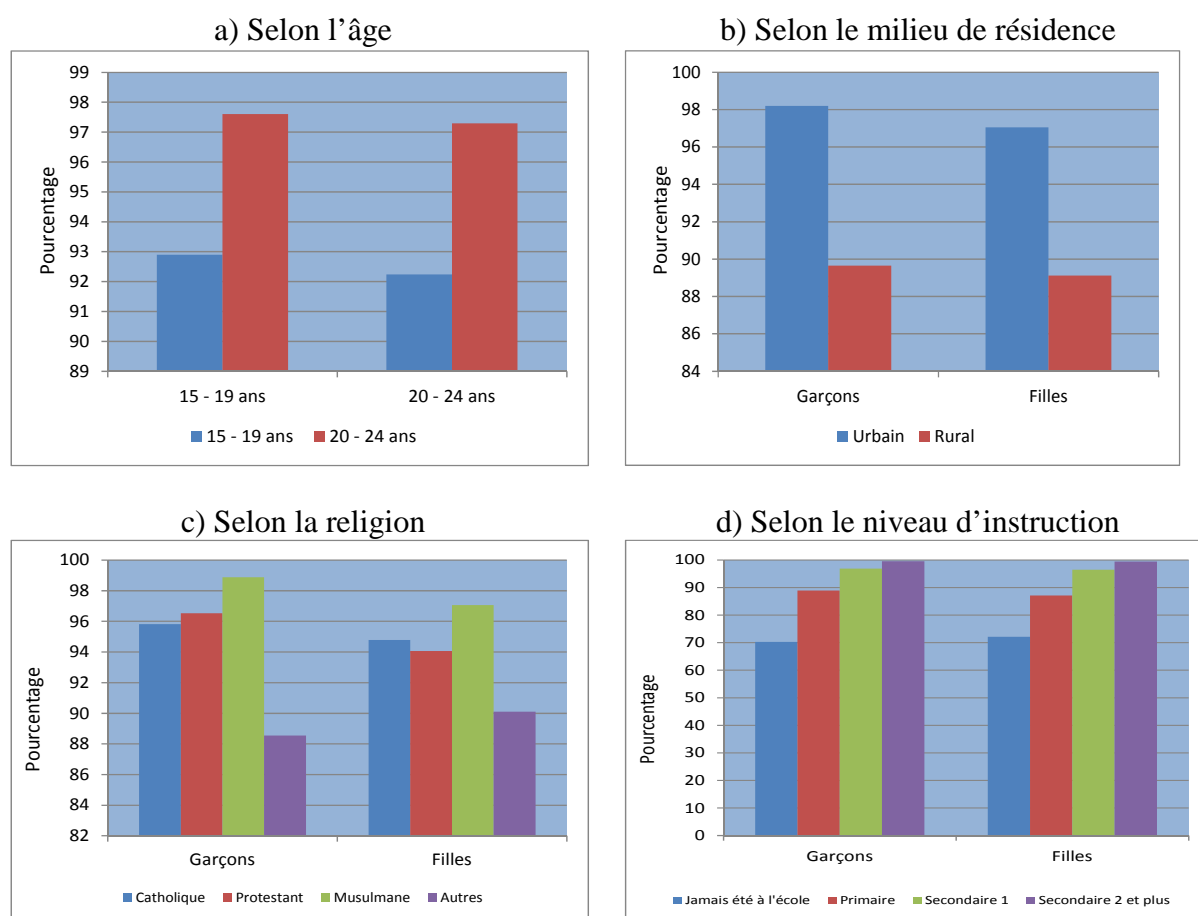 a) Selon l'âge
99
98
97
96
95
94
93
92
91
90
89
Pourcentage
15 - 19 ans 20 - 24 ans
15 - 19 ans 20 - 24 ans
b) Selon le milieu de résidence
100
98
96
94
92
90
88
86
84
Pourcentage
Garçons Filles
Urbain Rural
c) Selon la religion
100
98
96
94
92
90
88
86
84
82
Pourcentage
Garçons Filles
Catholique Protestant Musulmane Autres
d) Selon le niveau d'instruction
100
90
80
70
60
50
40
30
20
10
0
Pourcentage
Garçons Filles
Jamais été à l'école Primaire Secondaire 1 Secondaire 2 et plus